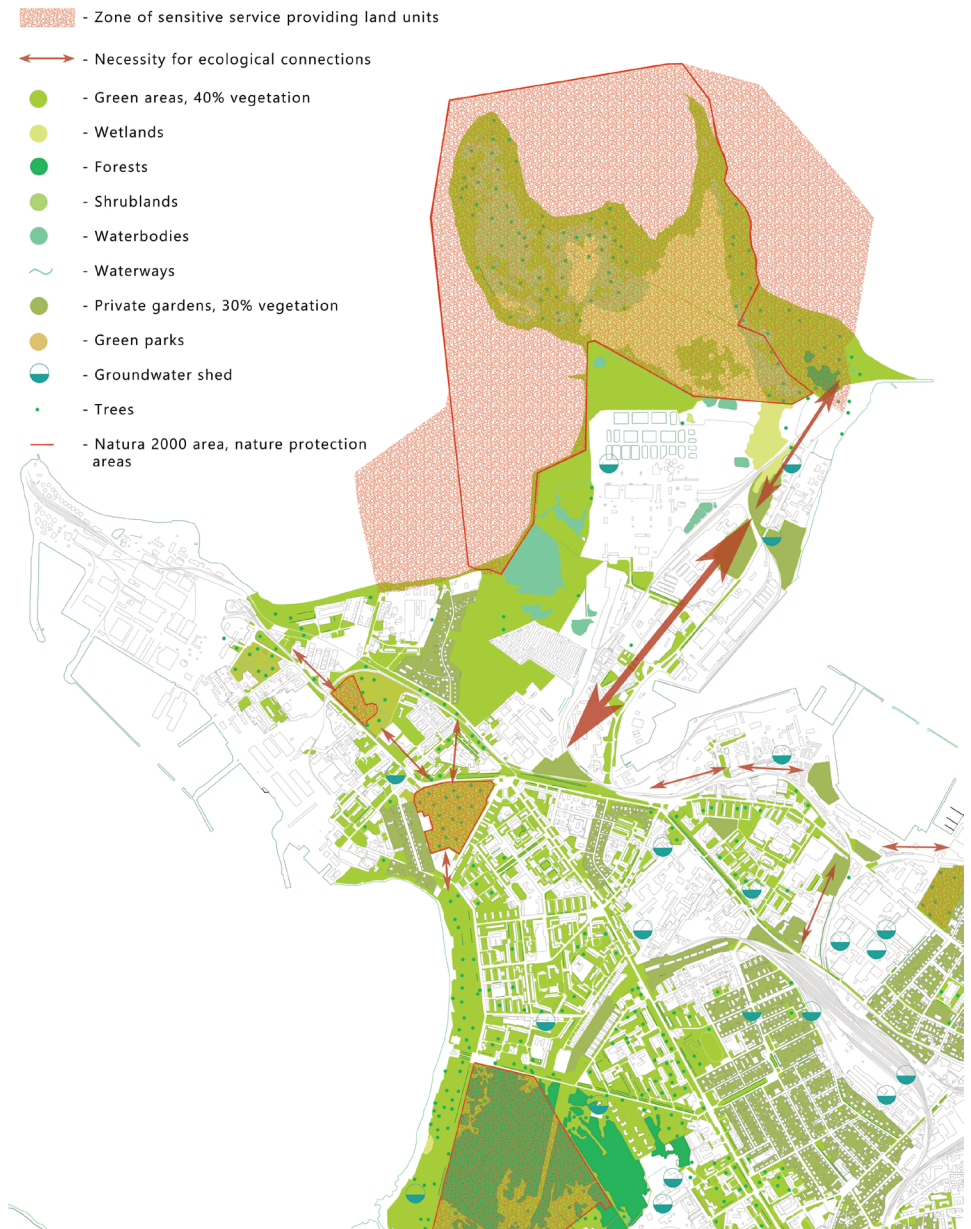 - Zone of sensitive service providing land units
- Necessity for ecological connections
- Green areas, 40% vegetation
- Wetlands
- Forests
- Shrublands
- Waterbodies
- Waterways
- Private gardens, 30% vegetation
- Green parks
- Groundwater shed
- Trees
- Natura 2000 area, nature protection
areas